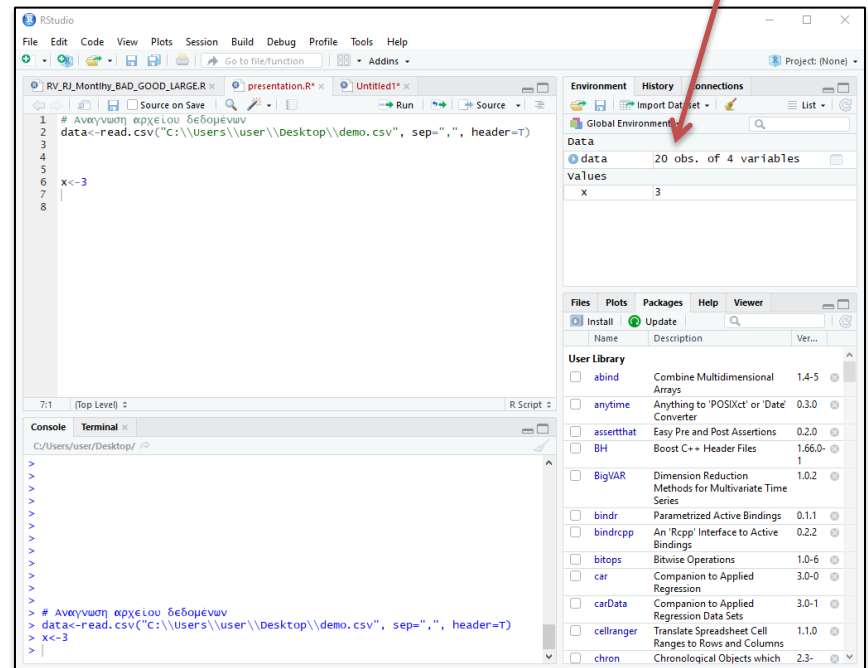 RStudio
File Edit Code View Plots Session Build Debug Profile Tools Help
Go to file/function Addins Project: (None)
RV_RJ_Montlhy_BAD_GOOD_LARGE.R presentation.R* Untitled1*
Source on Save Run Source
1 # Αναγνωση αρχείου δεδομένων
2 data<-read.csv("C:\\Users\\user\\Desktop\\demo.csv", sep=",", header=T)
3
4
5
6 x<-3
7
8
7:1 (Top Level) R Script
Console Terminal
C:/Users/user/Desktop/
>
>
>
>
>
>
>
>
>
>
>
> # Αναγνωση αρχείου δεδομένων
> data<-read.csv("C:\\Users\\user\\Desktop\\demo.csv", sep=",", header=T)
> x<-3
>
Environment History Connections
Import Dataset List
Global Environment
Data
data 20 obs. of 4 variables
Values
x 3
Files Plots Packages Help Viewer
Install Update
Name Description Ver...
User Library
abind Combine Multidimensional 1.4-5
Arrays
anytime Anything to 'POSIXct' or 'Date' 0.3.0
Converter
assertthat Easy Pre and Post Assertions 0.2.0
BH Boost C++ Header Files 1.66.0-
1
BigVAR Dimension Reduction 1.0.2
Methods for Multivariate Time
Series
bindr Parametrized Active Bindings 0.1.1
bindrcpp An 'Rcpp' Interface to Active 0.2.2
Bindings
bitops Bitwise Operations 1.0-6
car Companion to Applied 3.0-0
Regression
carData Companion to Applied 3.0-1
Regression Data Sets
cellranger Translate Spreadsheet Cell 1.1.0
Ranges to Rows and Columns
chron Chronological Objects which 2.3-